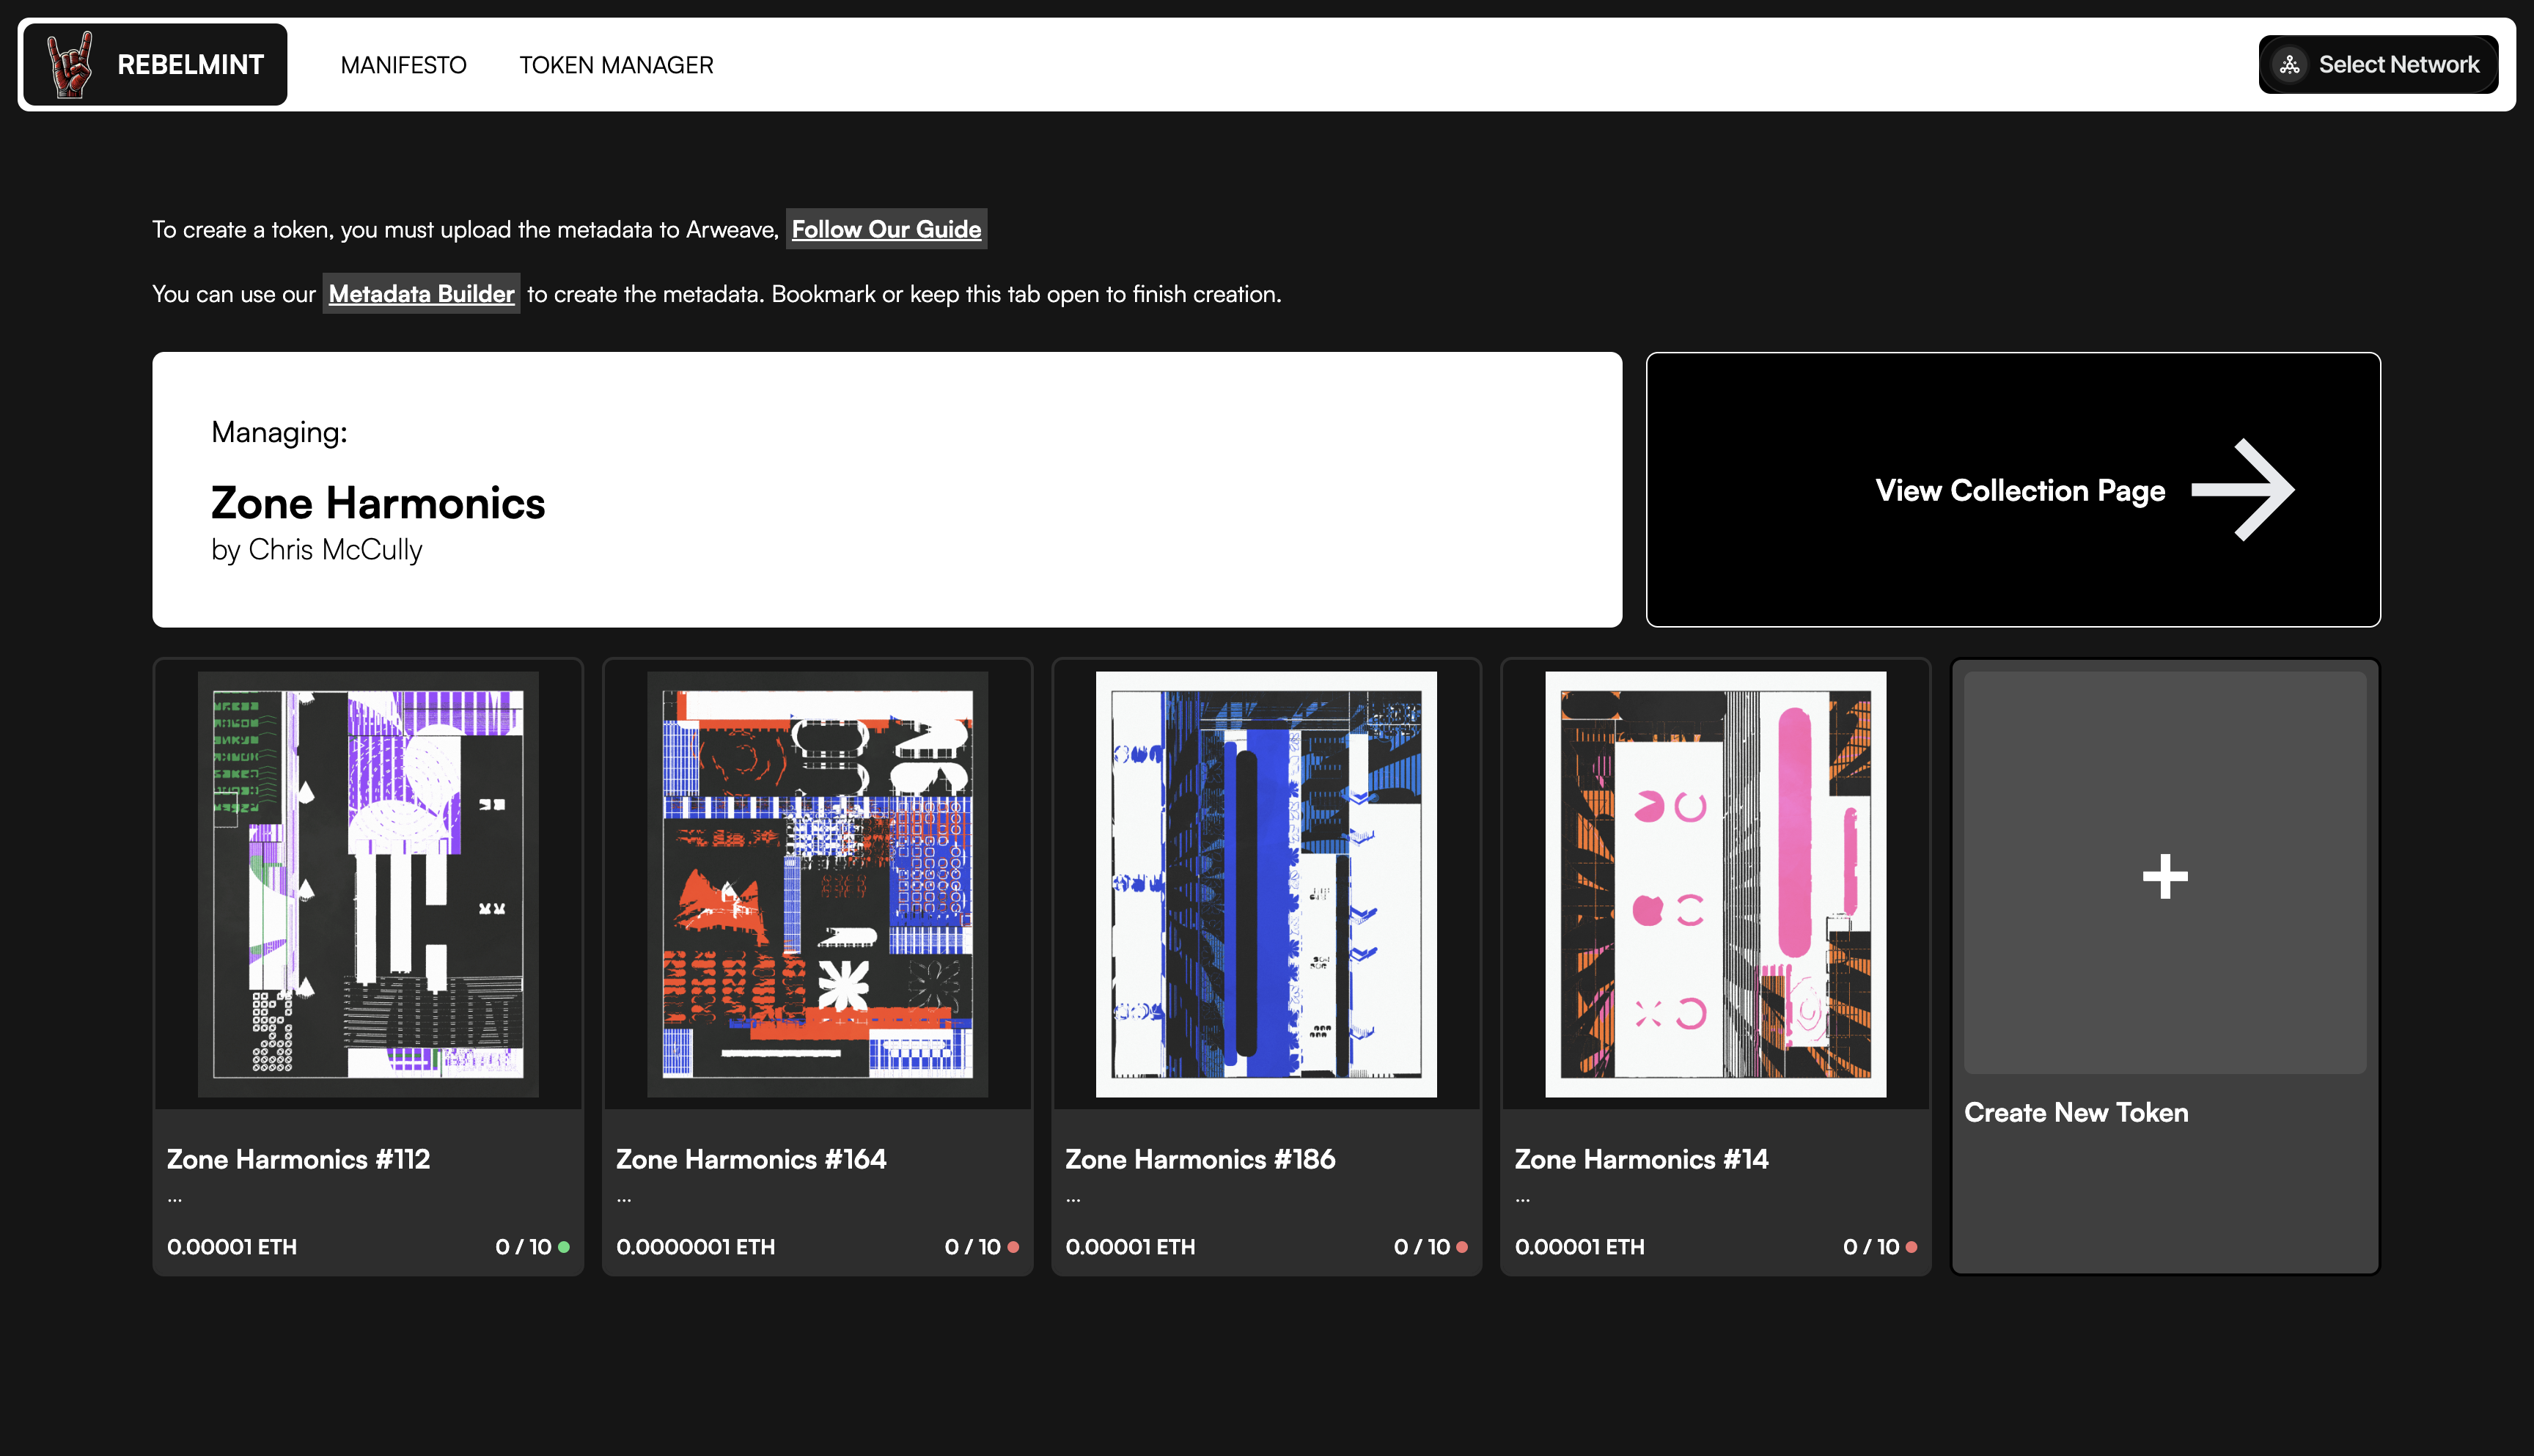 REBELMINT
MANIFESTO
TOKEN MANAGER
Select Network
To create a token, you must upload the metadata to Arweave, Follow Our Guide
You can use our Metadata Builder to create the metadata. Bookmark or keep this tab open to finish creation.
Managing:
Zone Harmonics
by Chris McCully
View Collection Page
Zone Harmonics #112
...
0.00001 ETH
0 / 10
Zone Harmonics #164
...
0.0000001 ETH
0 / 10
Zone Harmonics #186
...
0.00001 ETH
0 / 10
Zone Harmonics #14
...
0.00001 ETH
0 / 10
Create New Token